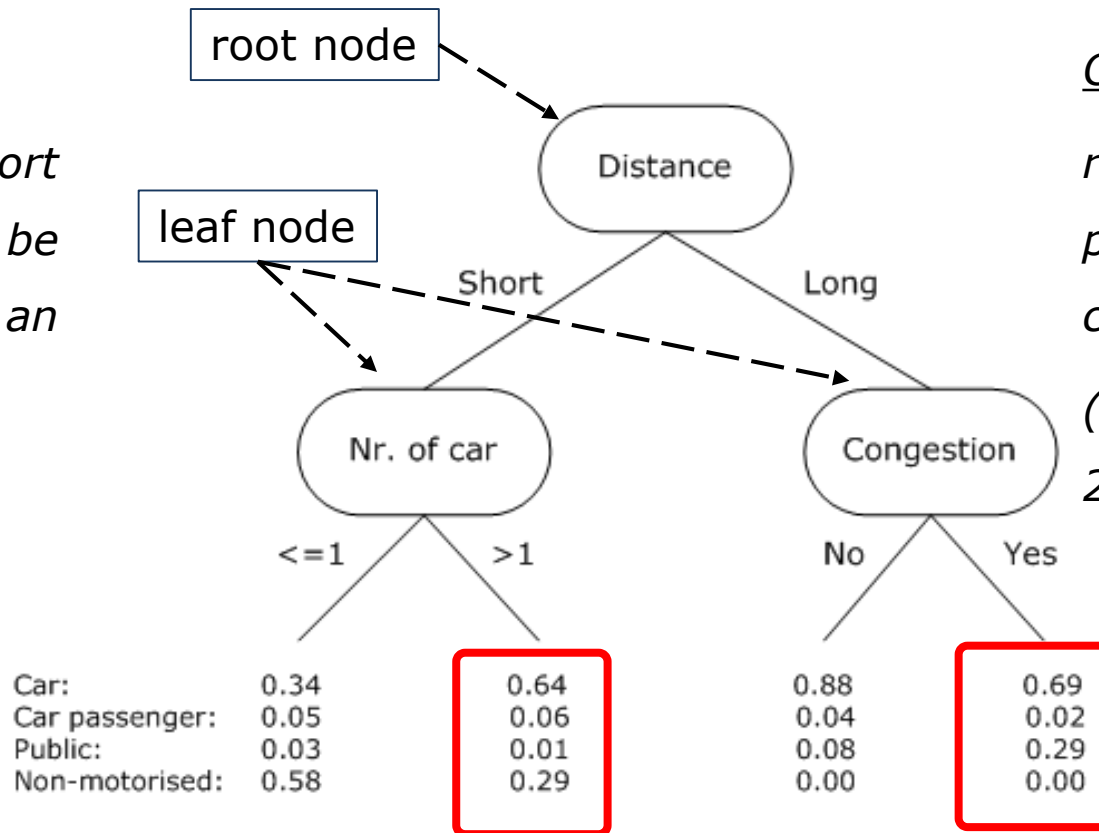 root node
Distance
leaf node
Short
Long
Nr. of car
Congestion
<=1
>1
No
Yes
Car: 0.34 0.64 0.88 0.69
Car passenger: 0.05 0.06 0.04 0.02
Public: 0.03 0.01 0.08 0.29
Non-motorised: 0.58 0.29 0.00 0.00
be
an